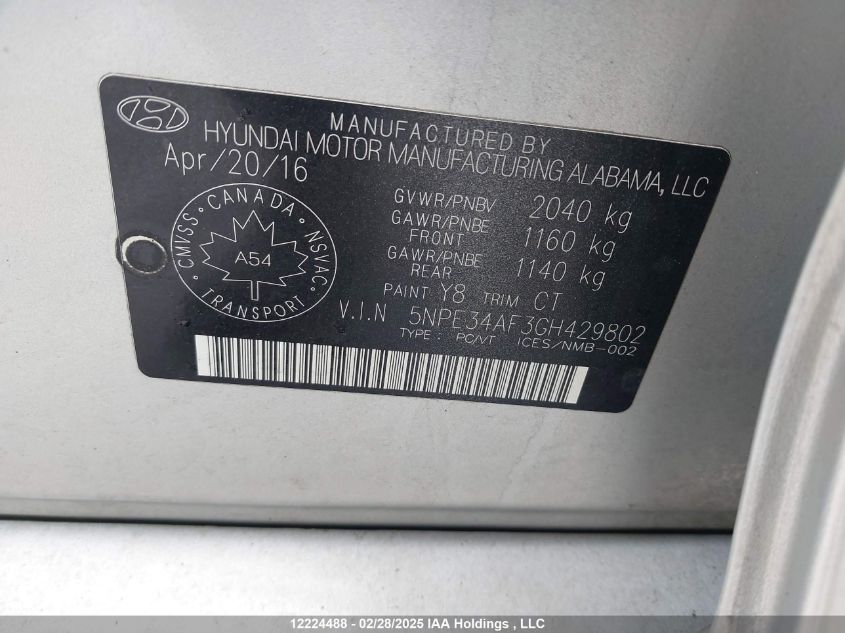 MANUFACTURED BY
HYUNDAI MOTOR MANUFACTURING ALABAMA, LLC
Apr/20/16
GVWR/PNBV 2040 kg
GAWR/PNBE FRONT 1160 kg
GAWR/PNBE REAR 1140 kg
PAINT Y8 TRIM CT
CANADA
CMVSS · NSVAC
A54
TRANSPORT
V.I.N 5NPE34AF3GH429802
TYPE : PC/VT ICES/NMB-002
12224488 - 02/28/2025 IAA Holdings , LLC